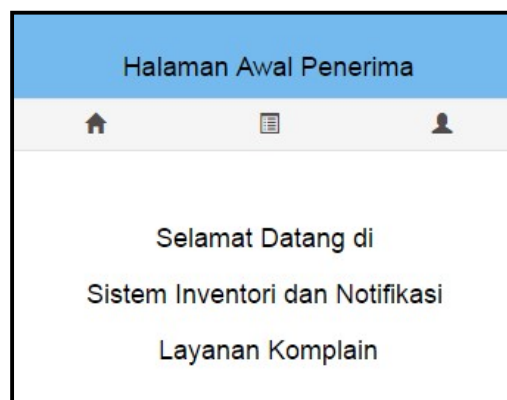 Halaman Awal Penerima
Selamat Datang di
Sistem Inventori dan Notifikasi
Layanan Komplain